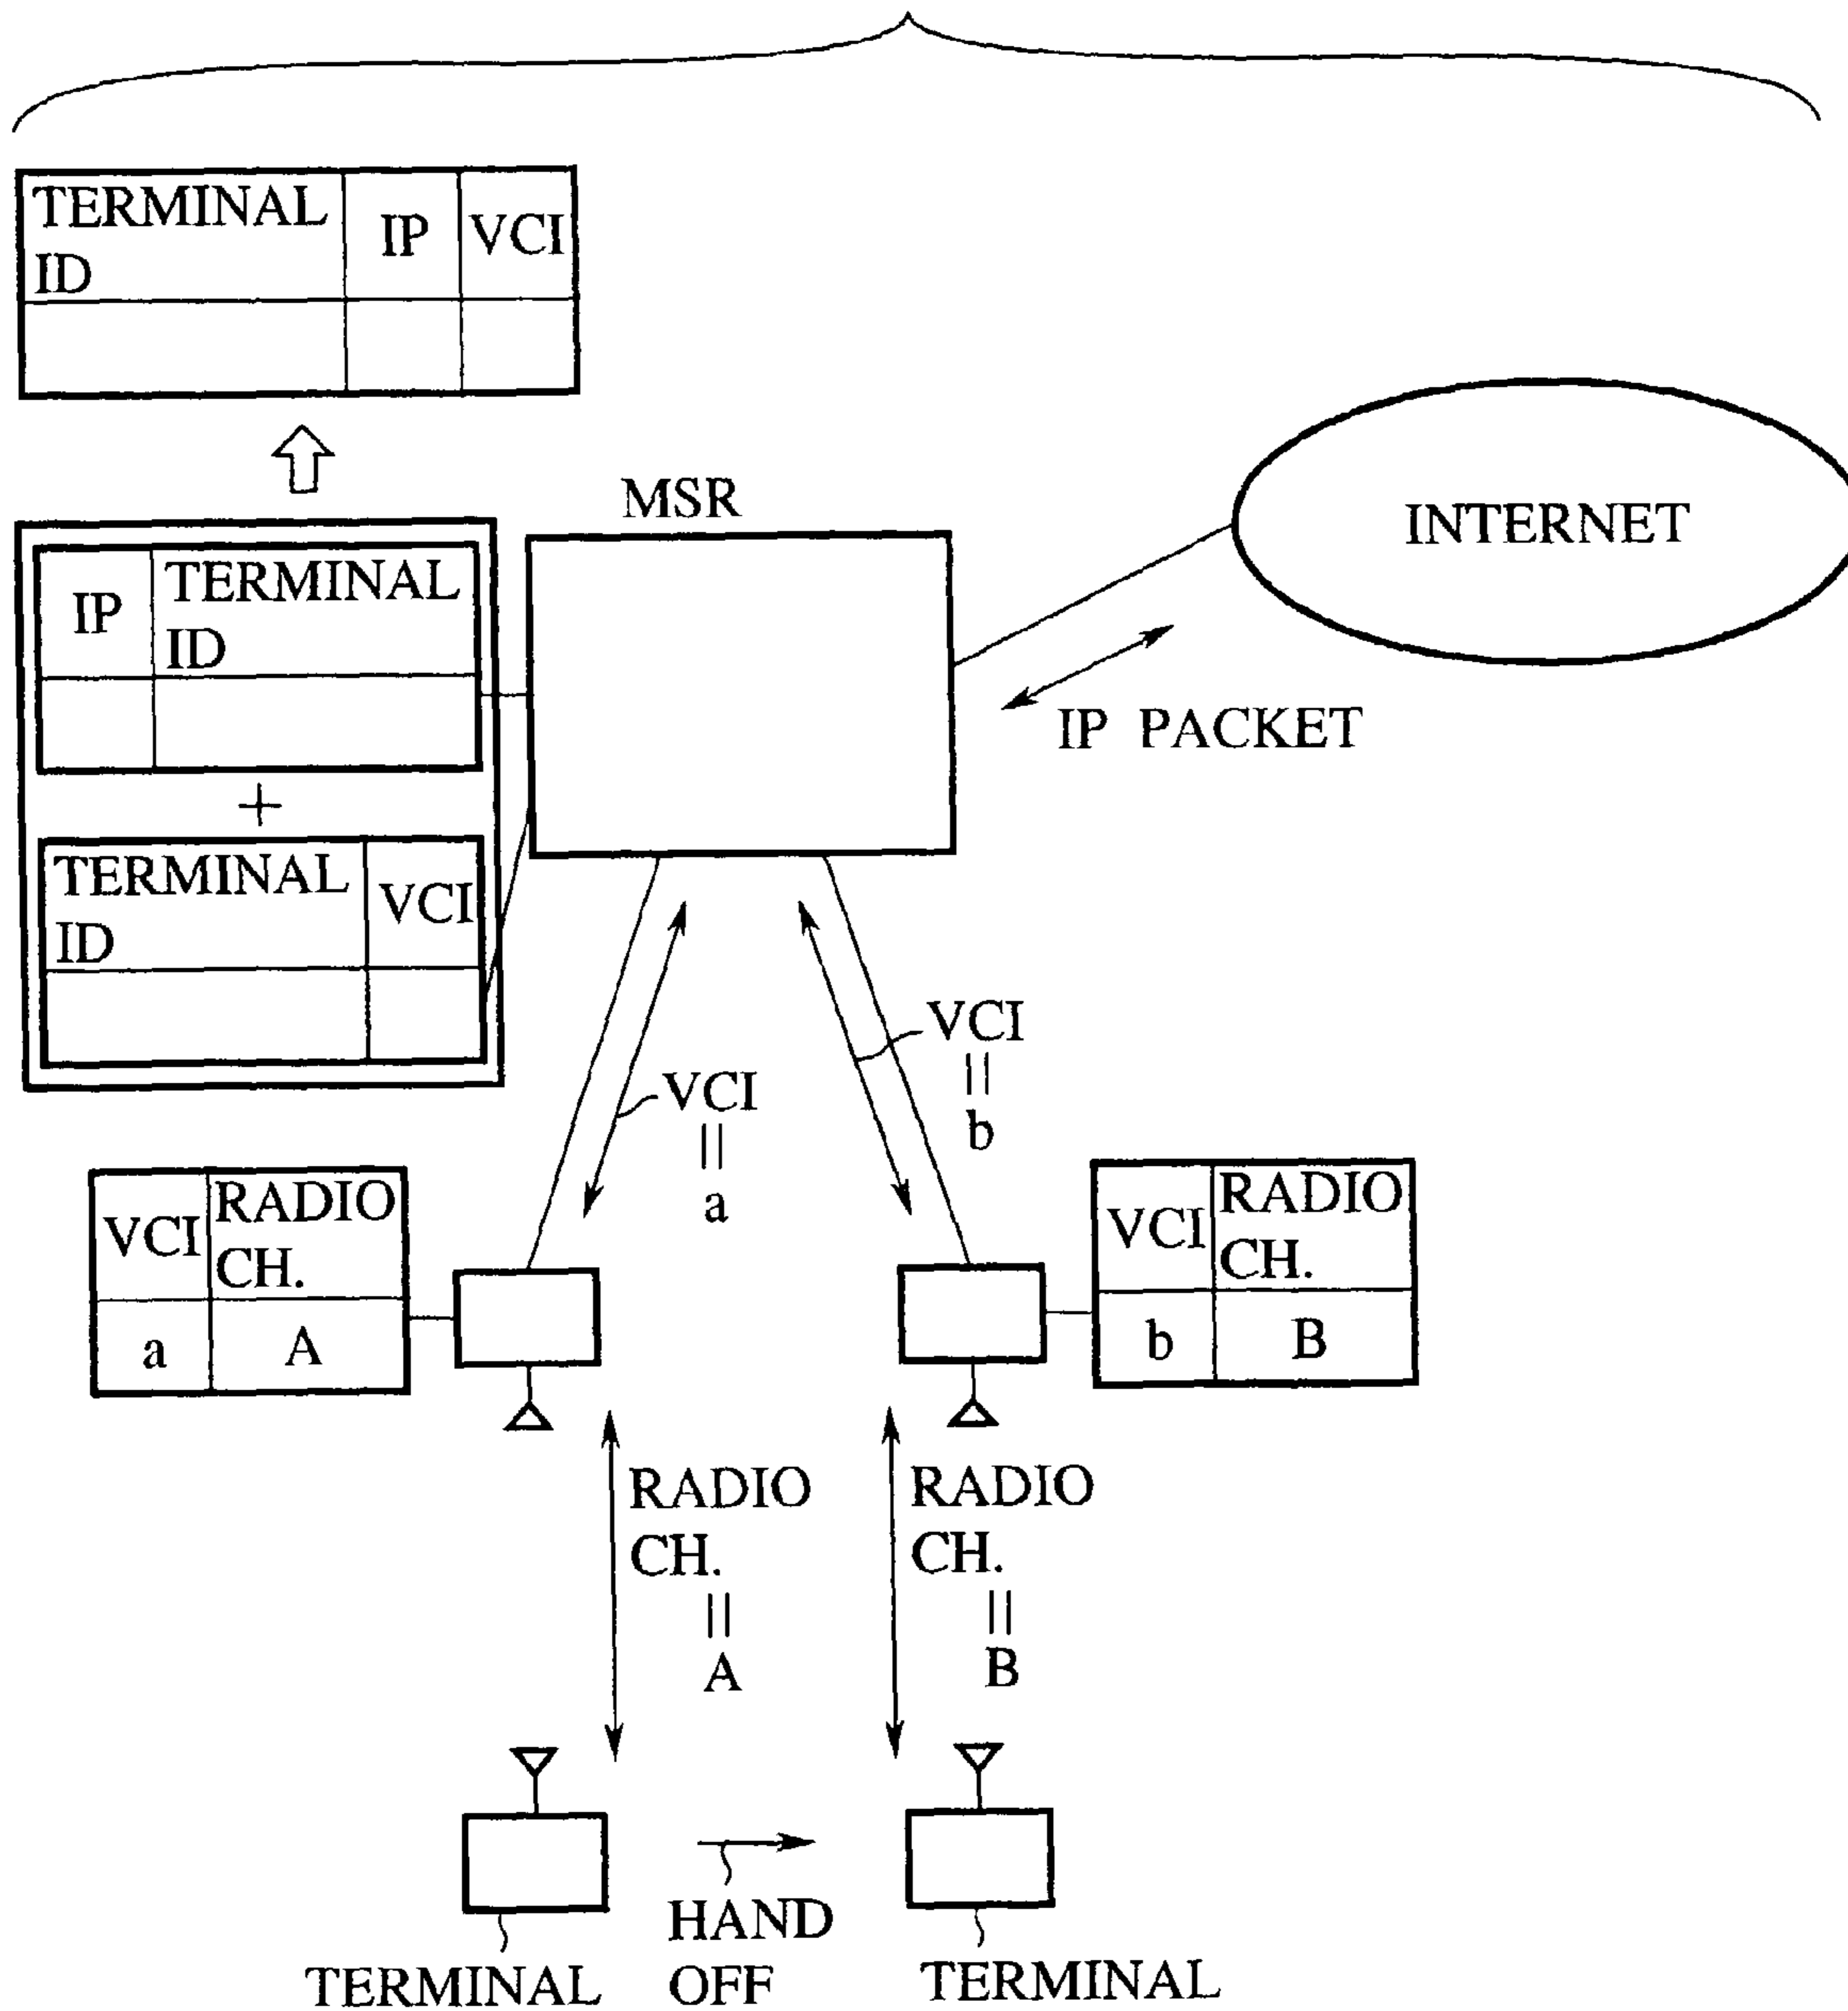 TERMINAL
ID
IP
VCI
MSR
INTERNET
IP
TERMINAL
ID
IP PACKET
+
TERMINAL
ID
VCI
VCI
=
a
VCI
=
b
VCI
RADIO
CH.
a
A
VCI
RADIO
CH.
b
B
RADIO
CH.
=
A
RADIO
CH.
=
B
HAND
OFF
TERMINAL
TERMINAL